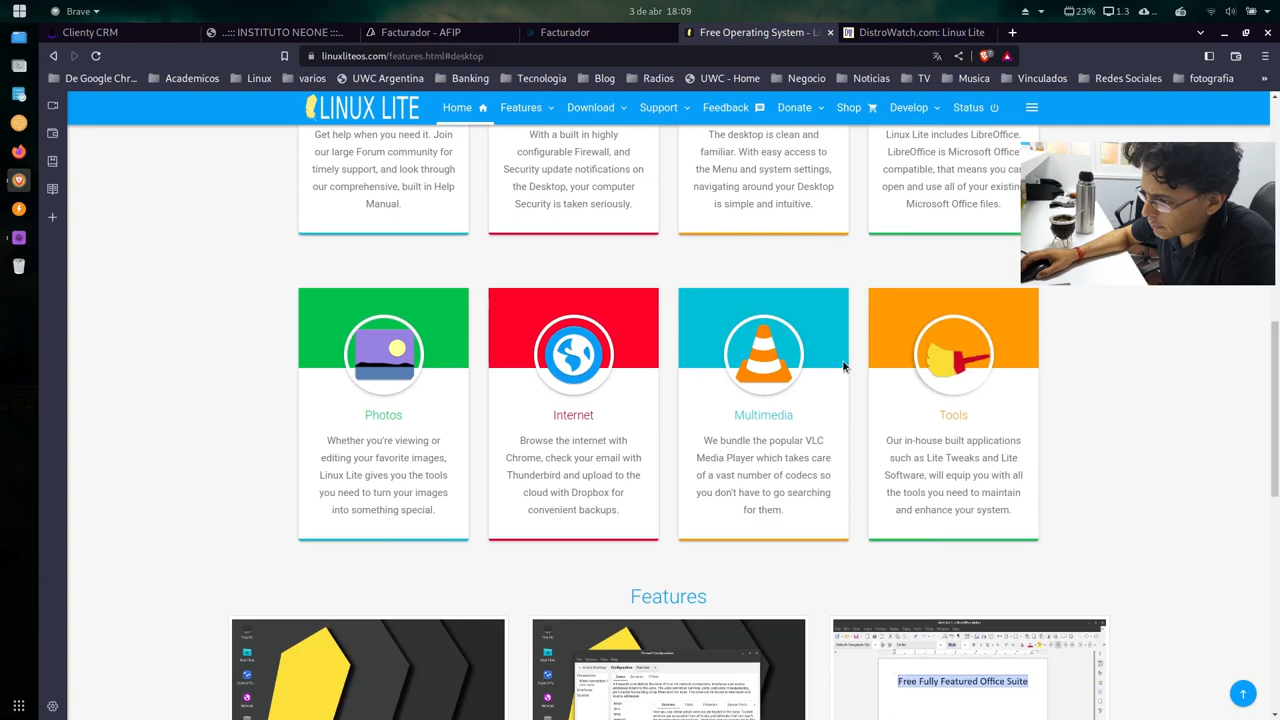 Brave
3 de abr 18:09
23%
1.3
Clienty CRM
..:::: INSTITUTO NEONE :::..
Facturador - AFIP
Facturador
Free Operating System - Li
DistroWatch.com: Linux Lite
linuxliteos.com/features.html#desktop
De Google Chr...
Academicos
Linux
varios
UWC Argentina
Banking
Tecnologia
Blog
Radios
UWC - Home
Negocio
Noticias
TV
Musica
Vinculados
Redes Sociales
fotografia
LINUX LITE
Home
Features
Download
Support
Feedback
Donate
Shop
Develop
Status
Get help when you need it. Join
our large Forum community for
timely support, and look through
our comprehensive, built in Help
Manual.
With a built in highly
configurable Firewall, and
Security update notifications on
the Desktop, your computer
Security is taken seriously.
The desktop is clean and
familiar. With easy access to
the Menu and system settings,
navigating around your Desktop
is simple and intuitive.
Linux Lite includes LibreOffice.
LibreOffice is Microsoft Office
compatible, that means you can
open and use all of your existing
Microsoft Office files.
Photos
Whether you're viewing or
editing your favorite images,
Linux Lite gives you the tools
you need to turn your images
into something special.
Internet
Browse the internet with
Chrome, check your email with
Thunderbird and upload to the
cloud with Dropbox for
convenient backups.
Multimedia
We bundle the popular VLC
Media Player which takes care
of a vast number of codecs so
you don't have to go searching
for them.
Tools
Our in-house built applications
such as Lite Tweaks and Lite
Software, will equip you with all
the tools you need to maintain
and enhance your system.
Features
Free Fully Featured Office Suite